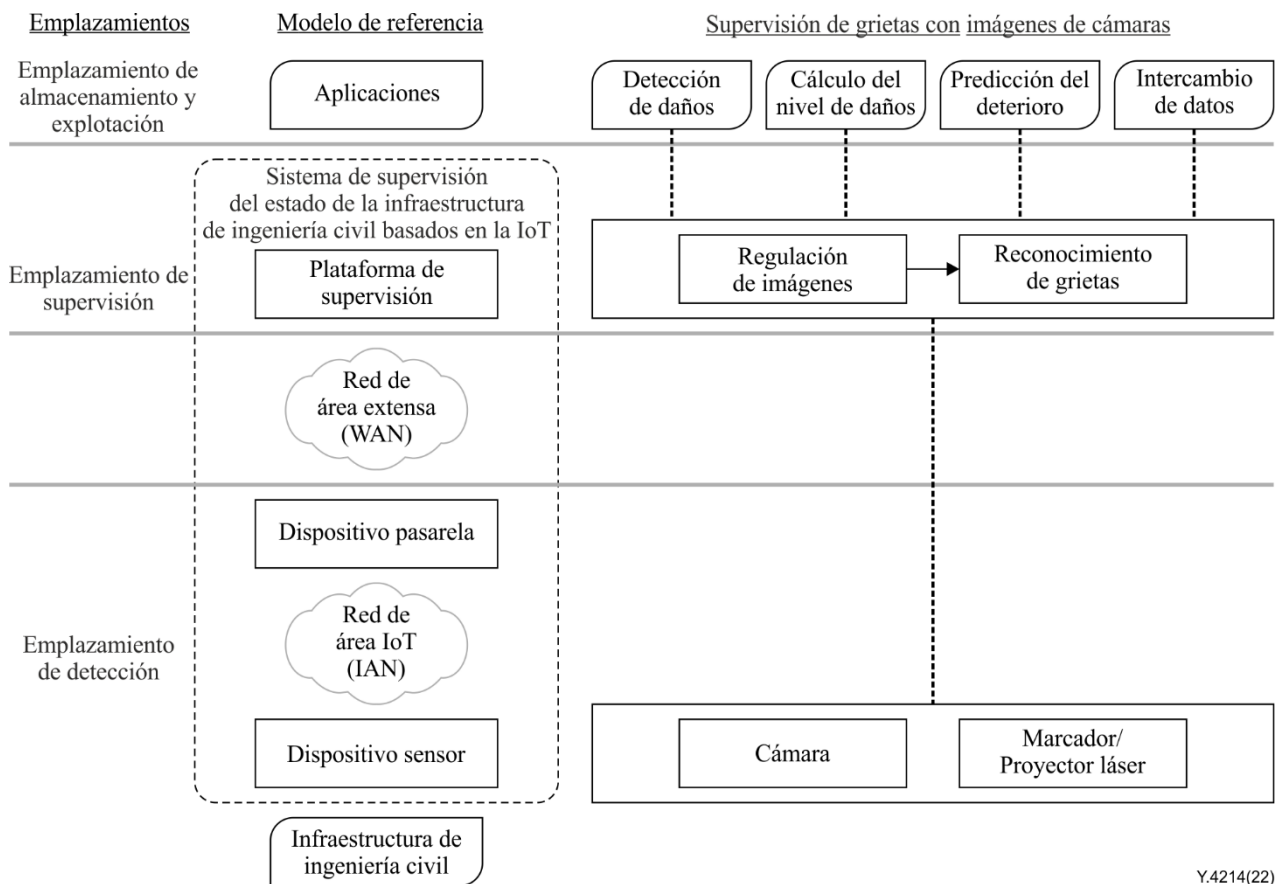 Emplazamientos
Modelo de referencia
Supervisión de grietas con imágenes de cámaras
Emplazamiento de
almacenamiento y
explotación
Aplicaciones
Detección
de daños
Cálculo del
nivel de daños
Predicción del
deterioro
Intercambio
de datos
Sistema de supervisión
del estado de la infraestructura
de ingeniería civil basados en la IoT
Emplazamiento de
supervisión
Plataforma de
supervisión
Regulación
de imágenes
Reconocimiento
de grietas
Red de
área extensa
(WAN)
Dispositivo pasarela
Emplazamiento
de detección
Red de
área IoT
(IAN)
Dispositivo sensor
Cámara
Marcador/
Proyector láser
Infraestructura de
ingeniería civil
Y.4214(22)